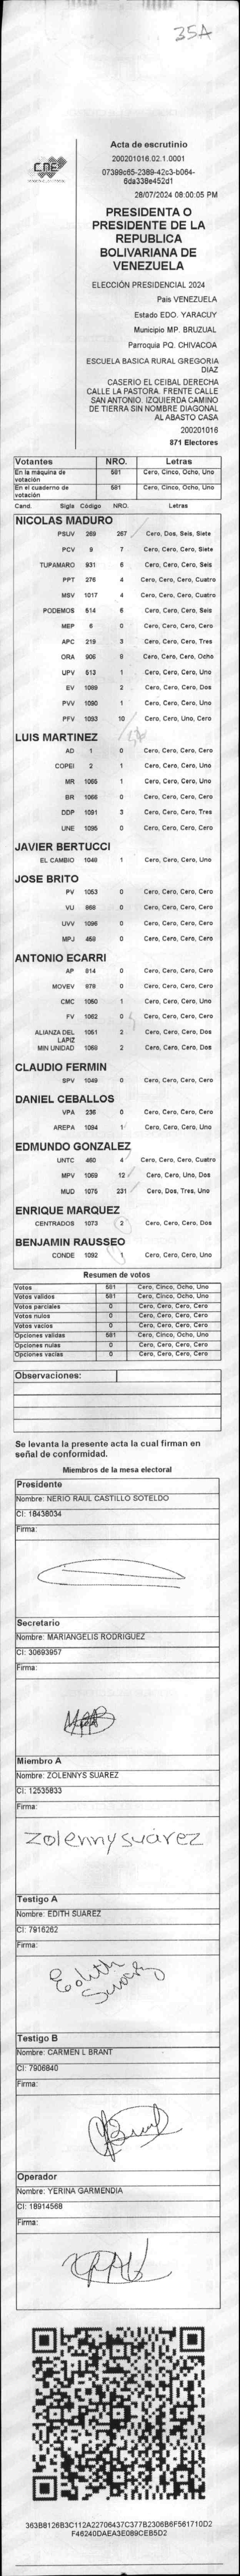 35A
CNE
Acta de escrutinio
200201016.02.1.0001
07399c65-2389-42c3-b064-
6da339e452d1
28/07/2024 08:00:05 PM
PRESIDENTA O
PRESIDENTE DE LA
REPUBLICA
BOLIVARIANA DE
VENEZUELA
ELECCIÓN PRESIDENCIAL 2024
Pais VENEZUELA
Estado EDO. YARACUY
Municipio MP. BRUZUAL
Parroquia PQ. CHIVACOA
ESCUELA BASICA RURAL GREGORIA
DIAZ
CASERIO EL CEIBAL DERECHA
CALLE LA PASTORA. FRENTE CALLE
SAN ANTONIO. IZQUIERDA CAMINO
DE TIERRA SIN NOMBRE DIAGONAL
AL ABASTO CASA
200201016
871 Electores
Votantes NRO. Letras
En la máquina de votación 581 Cero, Cinco, Ocho, Uno
En el cuaderno de votación 581 Cero, Cinco, Ocho, Uno
Cand. Sigla Código NRO. Letras
NICOLAS MADURO
PSUV 269 267 Cero, Dos, Seis, Siete
PCV 9 7 Cero, Cero, Cero, Siete
TUPAMARO 931 6 Cero, Cero, Cero, Seis
PPT 276 4 Cero, Cero, Cero, Cuatro
MSV 1017 4 Cero, Cero, Cero, Cuatro
PODEMOS 514 6 Cero, Cero, Cero, Seis
MEP 6 0 Cero, Cero, Cero, Cero
APC 219 3 Cero, Cero, Cero, Tres
ORA 906 8 Cero, Cero, Cero, Ocho
UPV 513 1 Cero, Cero, Cero, Uno
EV 1089 2 Cero, Cero, Cero, Dos
PVV 1090 1 Cero, Cero, Cero, Uno
PFV 1093 10 Cero, Cero, Uno, Cero
LUIS MARTINEZ
AD 1 0 Cero, Cero, Cero, Cero
COPEI 2 1 Cero, Cero, Cero, Uno
MR 1065 1 Cero, Cero, Cero, Uno
BR 1066 0 Cero, Cero, Cero, Cero
DDP 1091 3 Cero, Cero, Cero, Tres
UNE 1095 0 Cero, Cero, Cero, Cero
JAVIER BERTUCCI
EL CAMBIO 1048 1 Cero, Cero, Cero, Uno
JOSE BRITO
PV 1053 0 Cero, Cero, Cero, Cero
VU 868 0 Cero, Cero, Cero, Cero
UVV 1096 0 Cero, Cero, Cero, Cero
MPJ 468 0 Cero, Cero, Cero, Cero
ANTONIO ECARRI
AP 814 0 Cero, Cero, Cero, Cero
MOVEV 878 0 Cero, Cero, Cero, Cero
CMC 1050 1 Cero, Cero, Cero, Uno
FV 1062 0 Cero, Cero, Cero, Cero
ALIANZA DEL LAPIZ 1051 2 Cero, Cero, Cero, Dos
MIN UNIDAD 1068 2 Cero, Cero, Cero, Dos
CLAUDIO FERMIN
SPV 1049 0 Cero, Cero, Cero, Cero
DANIEL CEBALLOS
VPA 236 0 Cero, Cero, Cero, Cero
AREPA 1094 1 Cero, Cero, Cero, Uno
EDMUNDO GONZALEZ
UNTC 460 4 Cero, Cero, Cero, Cuatro
MPV 1069 12 Cero, Cero, Uno, Dos
MUD 1075 231 Cero, Dos, Tres, Uno
ENRIQUE MARQUEZ
CENTRADOS 1073 2 Cero, Cero, Cero, Dos
BENJAMIN RAUSSEO
CONDE 1092 1 Cero, Cero, Cero, Uno
Resumen de votos
Votos 581 Cero, Cinco, Ocho, Uno
Votos validos 581 Cero, Cinco, Ocho, Uno
Votos parciales 0 Cero, Cero, Cero, Cero
Votos nulos 0 Cero, Cero, Cero, Cero
Votos vacios 0 Cero, Cero, Cero, Cero
Opciones validas 581 Cero, Cinco, Ocho, Uno
Opciones nulas 0 Cero, Cero, Cero, Cero
Opciones vacias 0 Cero, Cero, Cero, Cero
Observaciones:
Se levanta la presente acta la cual firman en
señal de conformidad.
Miembros de la mesa electoral
Presidente
Nombre: NERIO RAUL CASTILLO SOTELDO
CI: 18438034
Firma:
Secretario
Nombre: MARIANGELIS RODRIGUEZ
CI: 30693957
Firma:
Miembro A
Nombre: ZOLENNYS SUAREZ
CI: 12535833
Firma:
Zolenny suárez
Testigo A
Nombre: EDITH SUAREZ
CI: 7916262
Firma:
Edith
Suarez
Testigo B
Nombre: CARMEN L BRANT
CI: 7906840
Firma:
Operador
Nombre: YERINA GARMENDIA
CI: 18914568
Firma:
363B8126B3C112A22706437C377B2306B6F561710D2
F46240DAEA3E089CEB5D2